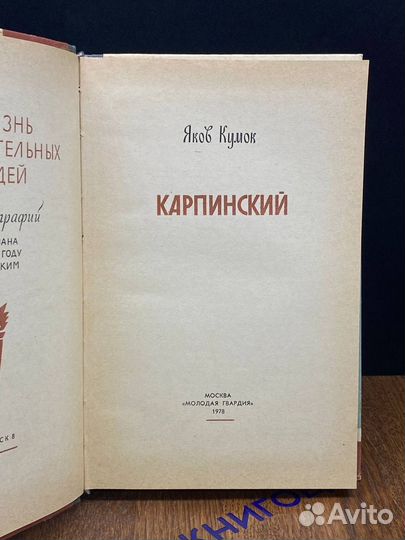 ЗНЬ
ТЕЛЬНЫХ
ДЕЙ
графий
АНА
ГОДУ
КИМ
СК 8
Яков Кумок
КАРПИНСКИЙ
МОСКВА
«МОЛОДАЯ ГВАРДИЯ»
1978
КНИГО
Avito